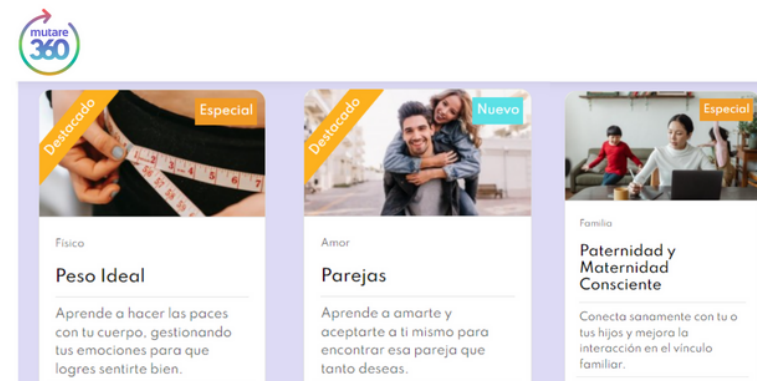 mutare
360
Destacado
Especial
Físico
Peso Ideal
Aprende a hacer las paces
con tu cuerpo, gestionando
tus emociones para que
logres sentirte bien.
Destacado
Nuevo
Amor
Parejas
Aprende a amarte y
aceptarte a ti mismo para
encontrar esa pareja que
tanto deseas.
Especial
Familia
Paternidad y
Maternidad
Consciente
Conecta sanamente con tu o
tus hijos y mejora la
interacción en el vínculo
familiar.